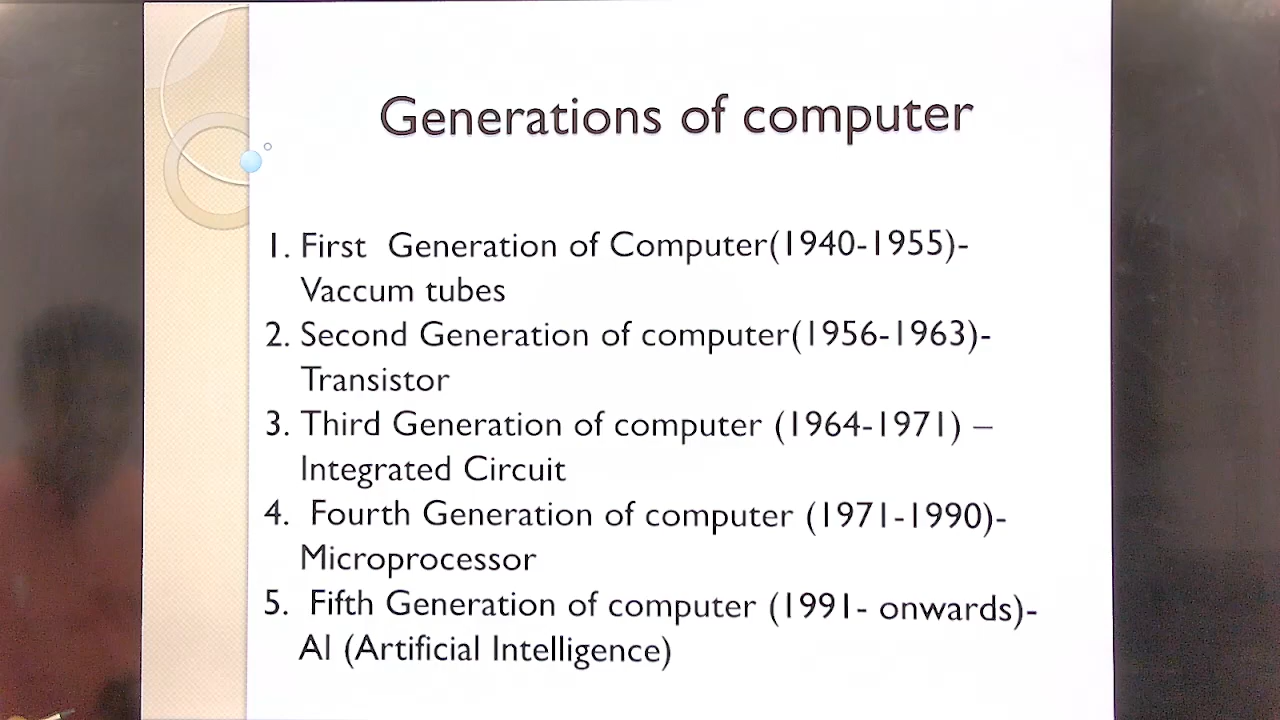 Generations of computer
1. First Generation of Computer(1940-1955)-
Vaccum tubes
2. Second Generation of computer(1956-1963)-
Transistor
3. Third Generation of computer (1964-1971) –
Integrated Circuit
4. Fourth Generation of computer (1971-1990)-
Microprocessor
5. Fifth Generation of computer (1991- onwards)-
AI (Artificial Intelligence)